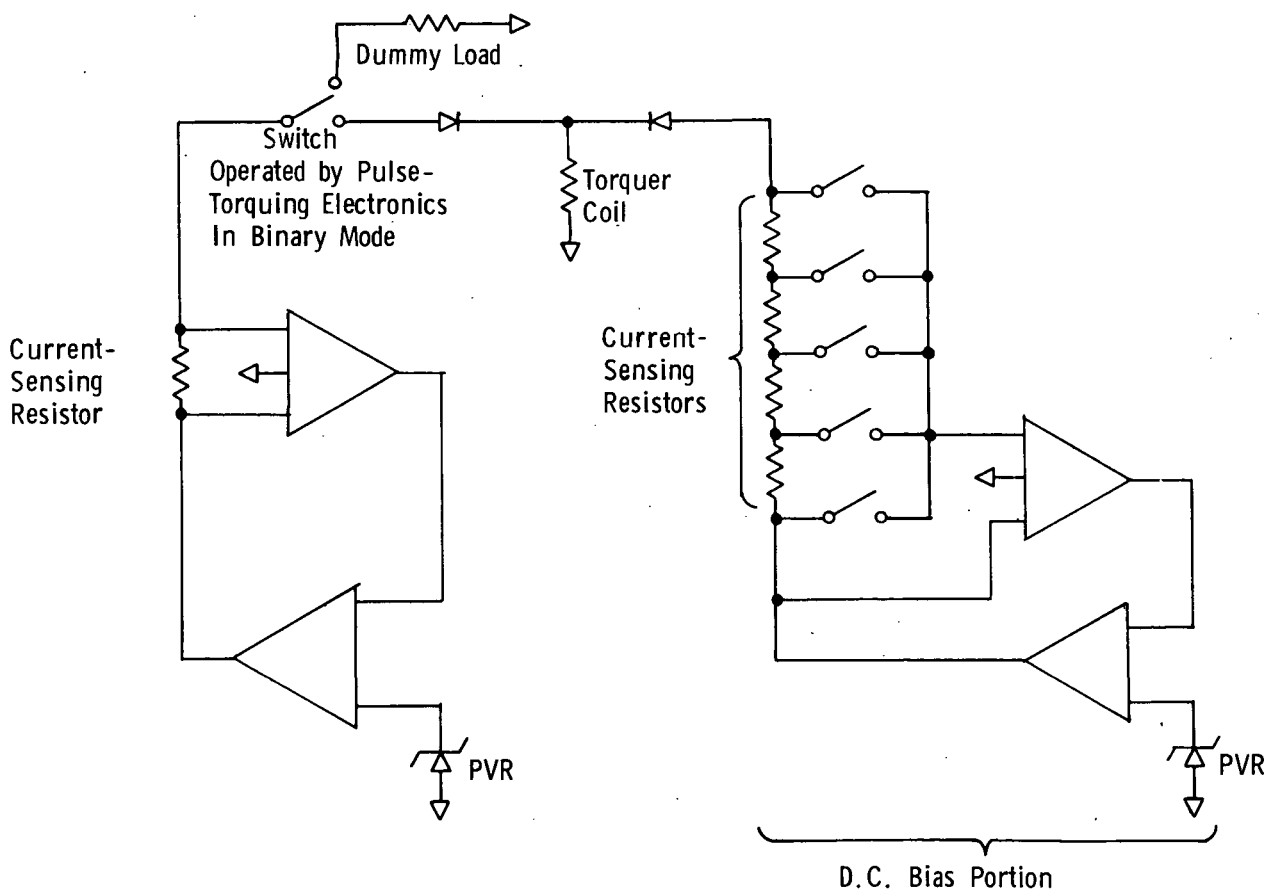 Dummy Load
Switch
Operated by Pulse-
Torquing Electronics
In Binary Mode
Torquer
Coil
Current-
Sensing
Resistor
Current-
Sensing
Resistors
PVR
PVR
D.C. Bias Portion